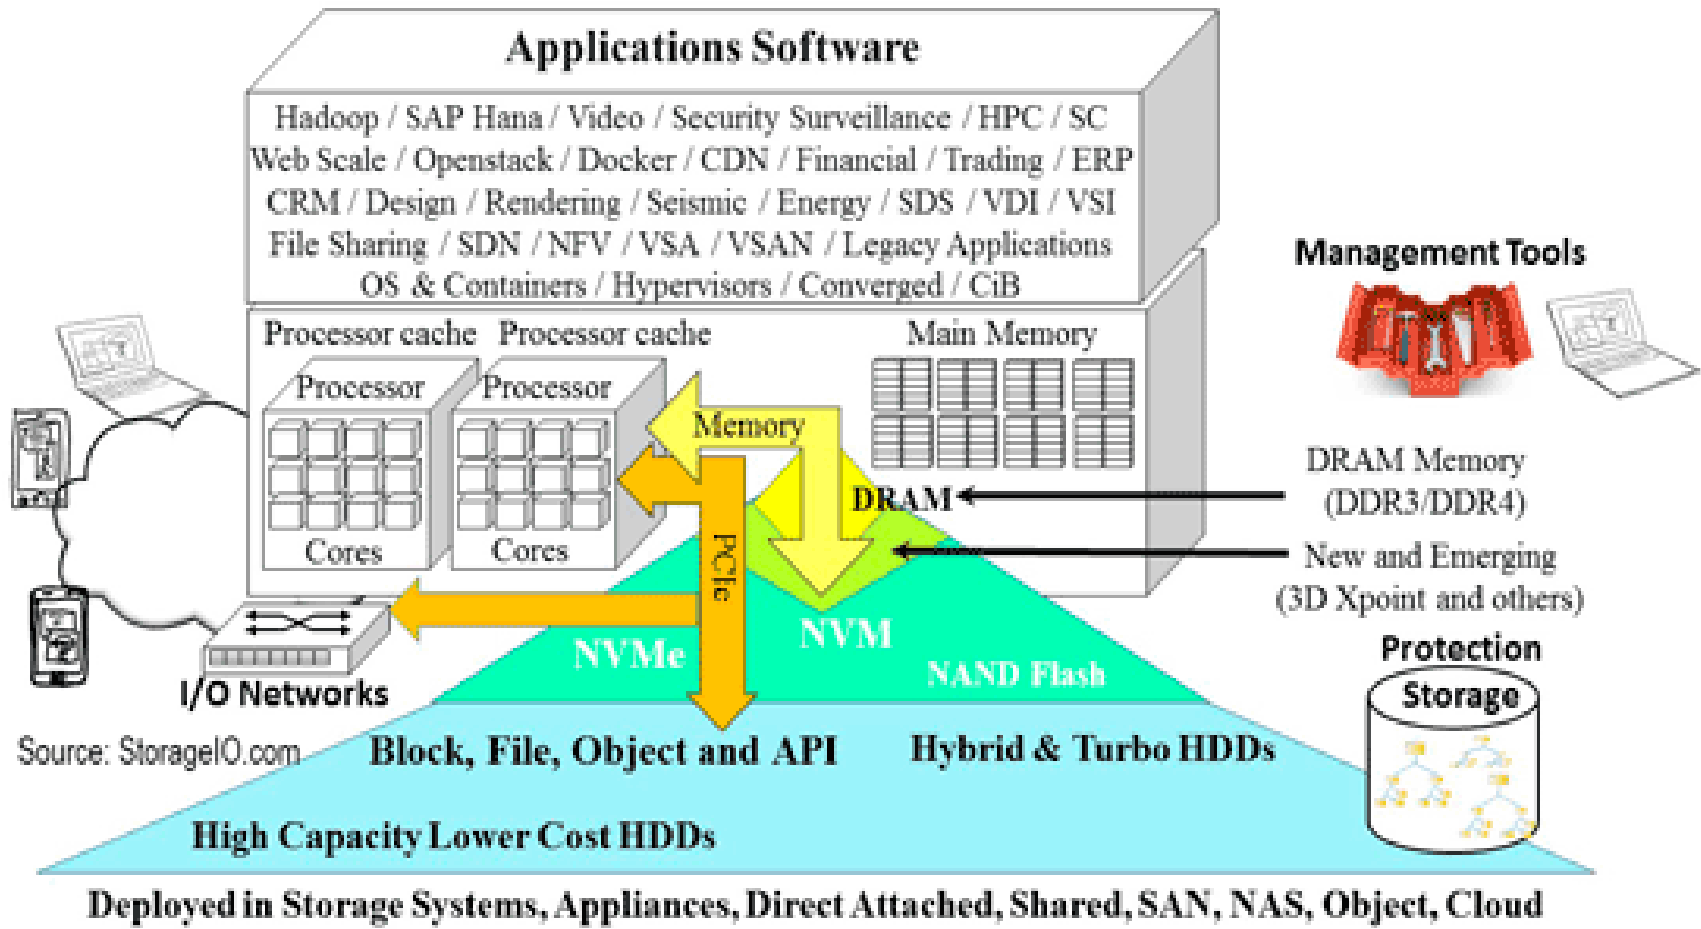 Applications Software
Hadoop / SAP Hana / Video / Security Surveillance / HPC / SC
Web Scale / Openstack / Docker / CDN / Financial / Trading / ERP
CRM / Design / Rendering / Seismic / Energy / SDS / VDI / VSI
File Sharing / SDN / NFV / VSA / VSAN / Legacy Applications
OS & Containers / Hypervisors / Converged / CiB
Management Tools
Processor cache
Processor cache
Main Memory
Processor
Processor
Memory
Cores
Cores
PCIe
DRAM
DRAM Memory
(DDR3/DDR4)
New and Emerging
(3D Xpoint and others)
NVMe
NVM
NAND Flash
I/O Networks
Protection
Storage
Source: StorageIO.com
Block, File, Object and API
Hybrid & Turbo HDDs
High Capacity Lower Cost HDDs
Deployed in Storage Systems, Appliances, Direct Attached, Shared, SAN, NAS, Object, Cloud